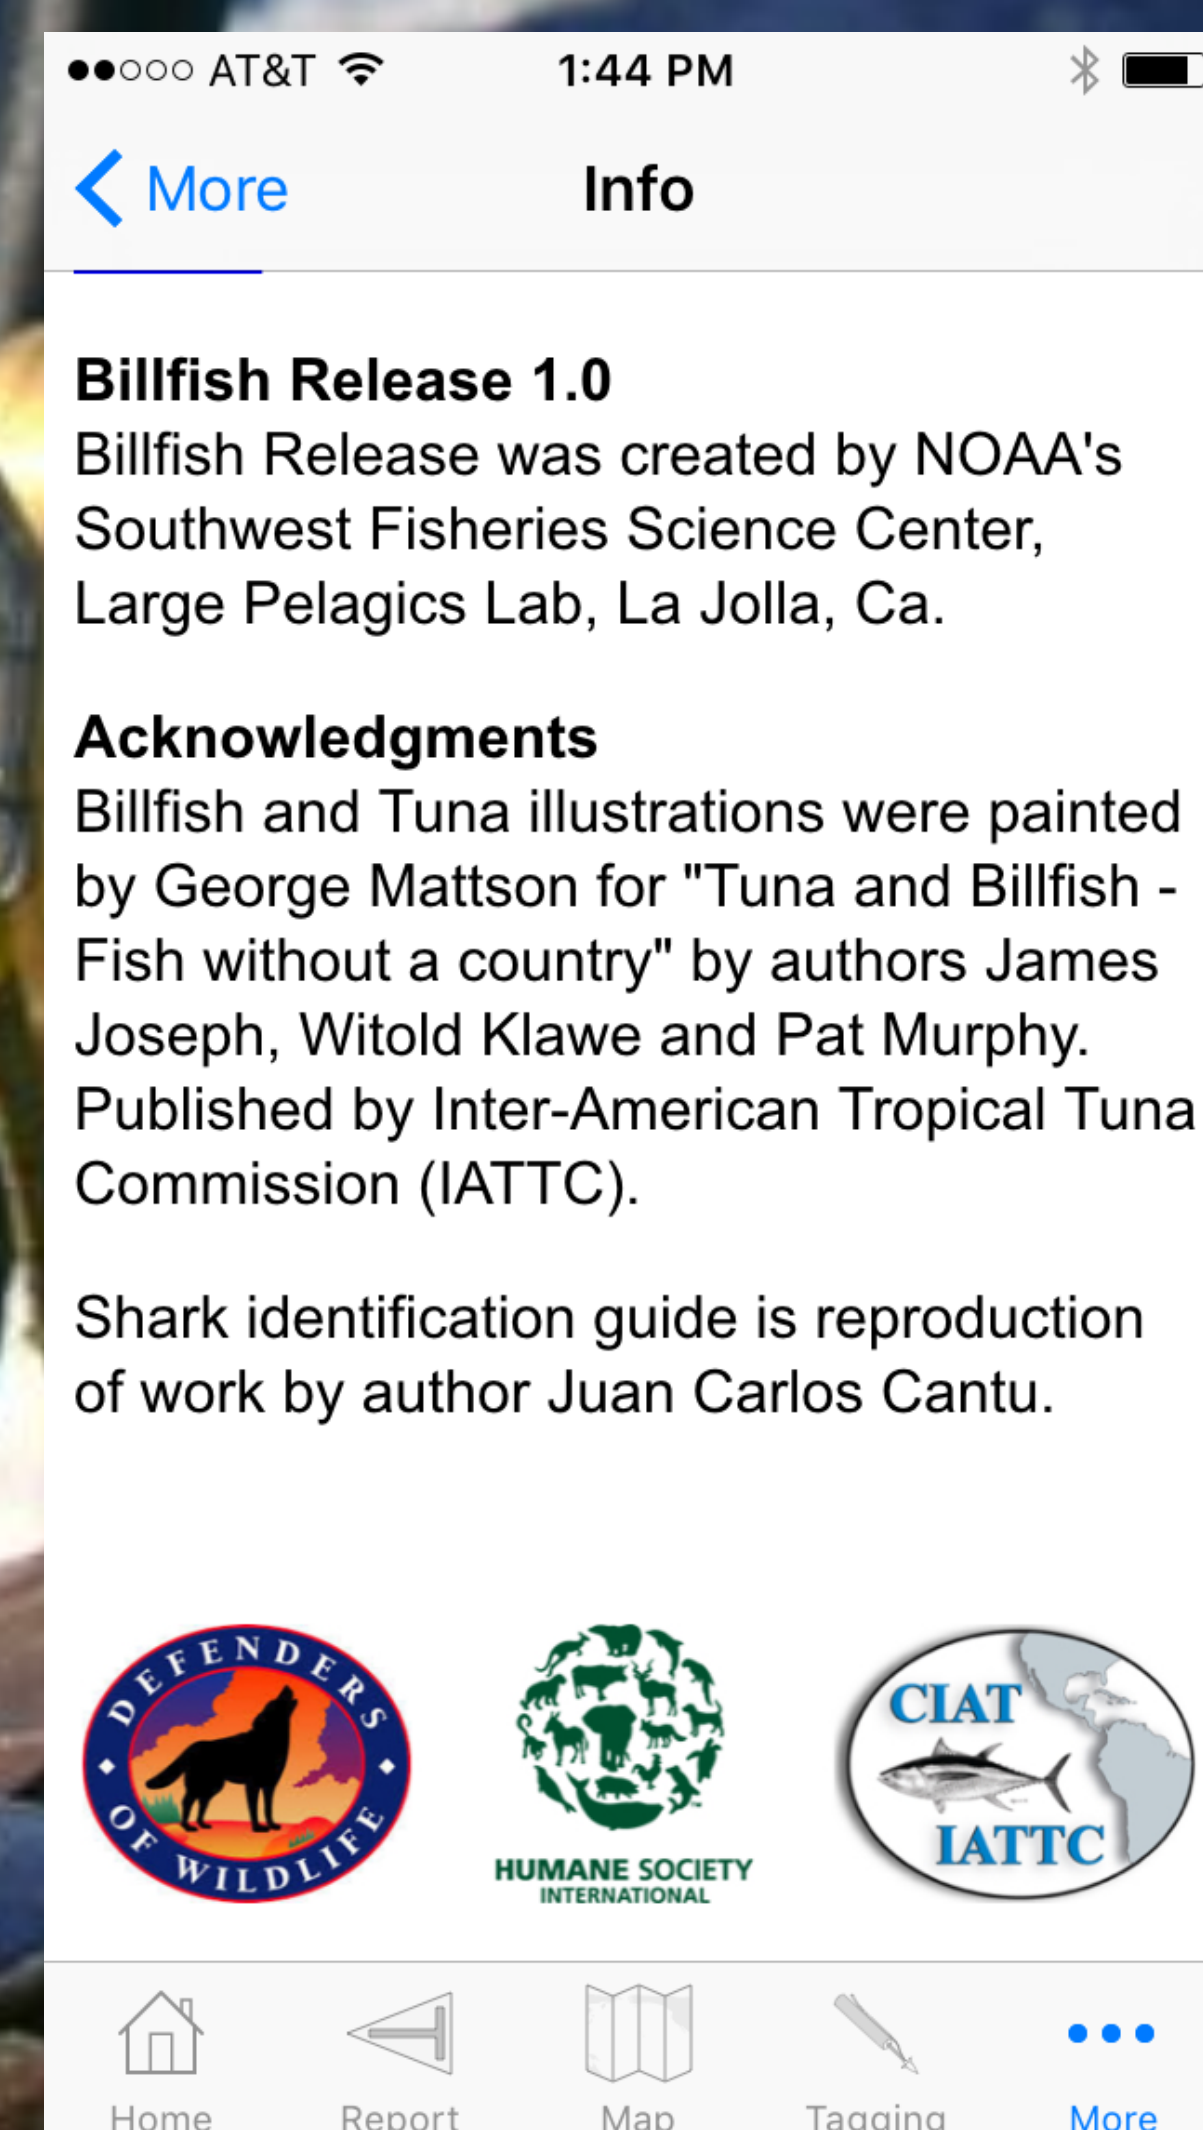 AT&T 1:44 PM
More Info
Billfish Release 1.0
Billfish Release was created by NOAA's
Southwest Fisheries Science Center,
Large Pelagics Lab, La Jolla, Ca.
Acknowledgments
Billfish and Tuna illustrations were painted
by George Mattson for "Tuna and Billfish -
Fish without a country" by authors James
Joseph, Witold Klawe and Pat Murphy.
Published by Inter-American Tropical Tuna
Commission (IATTC).
Shark identification guide is reproduction
of work by author Juan Carlos Cantu.
DEFENDERS
OF WILDLIFE
HUMANE SOCIETY
INTERNATIONAL
CIAT
IATTC
Home Report Map Tagging More